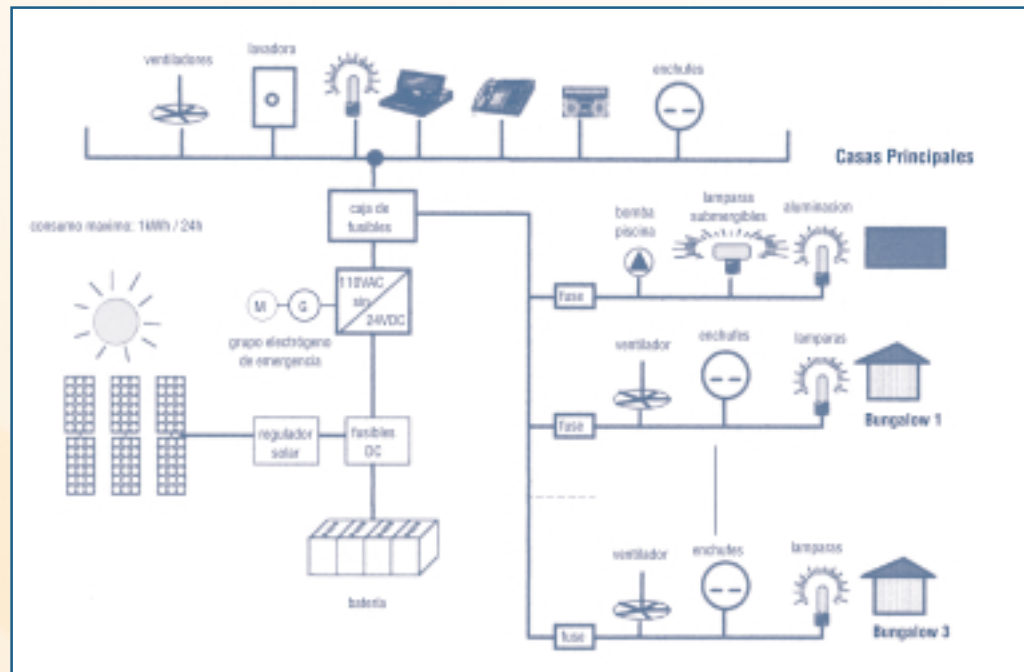 ventiladores
lavadora
enchufes
Casas Principales
caja de
fusibles
consumo maximo: 1kWh / 24h
bomba
piscina
lamparas
submergibles
aluminacion
110VAC
sin
24VDC
M
G
fuse
grupo electrógeno
de emergencia
ventilador
enchufes
lamparas
Bungalow 1
fuse
regulador
solar
fusibles
DC
ventilador
enchufes
lamparas
batería
fuse
Bungalow 3